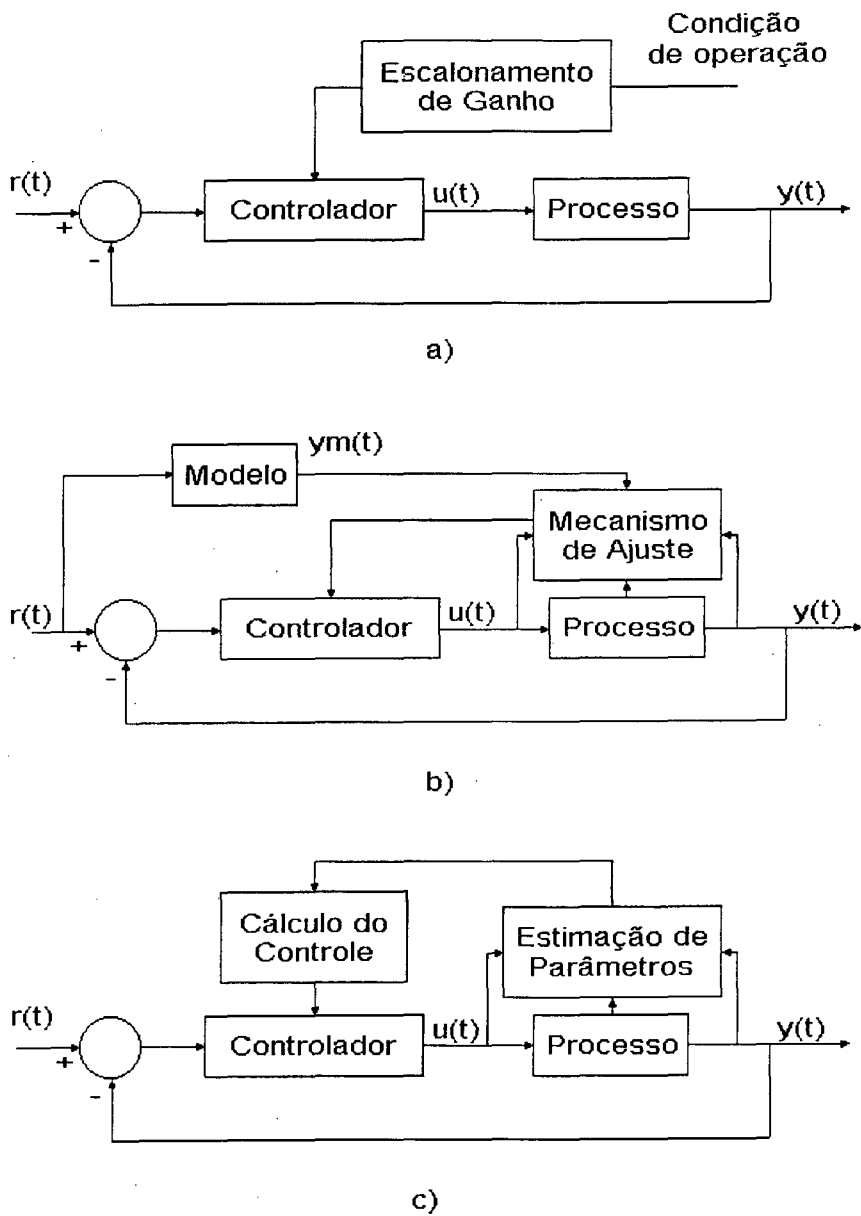 Condição
de operação
Escalonamento
de Ganho
r(t)
+
-
Controlador
u(t)
Processo
y(t)
a)
ym(t)
Modelo
Mecanismo
de Ajuste
r(t)
+
-
Controlador
u(t)
Processo
y(t)
b)
Cálculo do
Controle
Estimação de
Parâmetros
r(t)
+
-
Controlador
u(t)
Processo
y(t)
c)